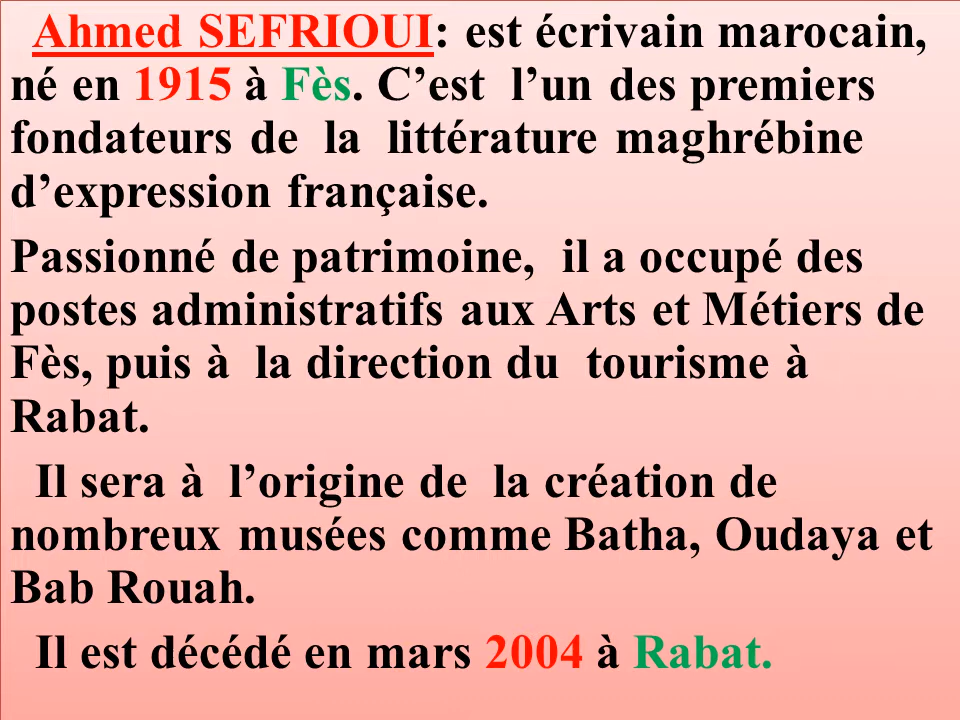 Ahmed SEFRIOUI: est écrivain marocain,
né en 1915 à Fès. C’est l’un des premiers
fondateurs de la littérature maghrébine
d’expression française.
Passionné de patrimoine, il a occupé des
postes administratifs aux Arts et Métiers de
Fès, puis à la direction du tourisme à
Rabat.
Il sera à l’origine de la création de
nombreux musées comme Batha, Oudaya et
Bab Rouah.
Il est décédé en mars 2004 à Rabat.